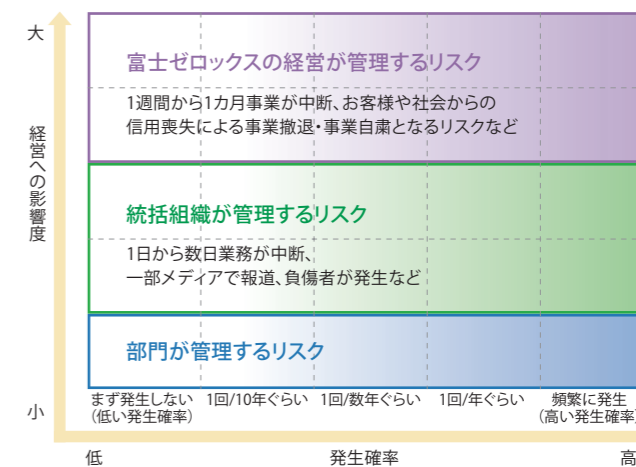 大
富士ゼロックスの経営が管理するリスク
1週間から1カ月事業が中断、お客様や社会からの
信用喪失による事業撤退・事業自粛となるリスクなど
経営への影響度
統括組織が管理するリスク
1日から数日業務が中断、
一部メディアで報道、負傷者が発生など
部門が管理するリスク
小
まず発生しない
(低い発生確率)
1回/10年ぐらい
1回/数年ぐらい
1回/年ぐらい
頻繁に発生
(高い発生確率)
低
発生確率
高